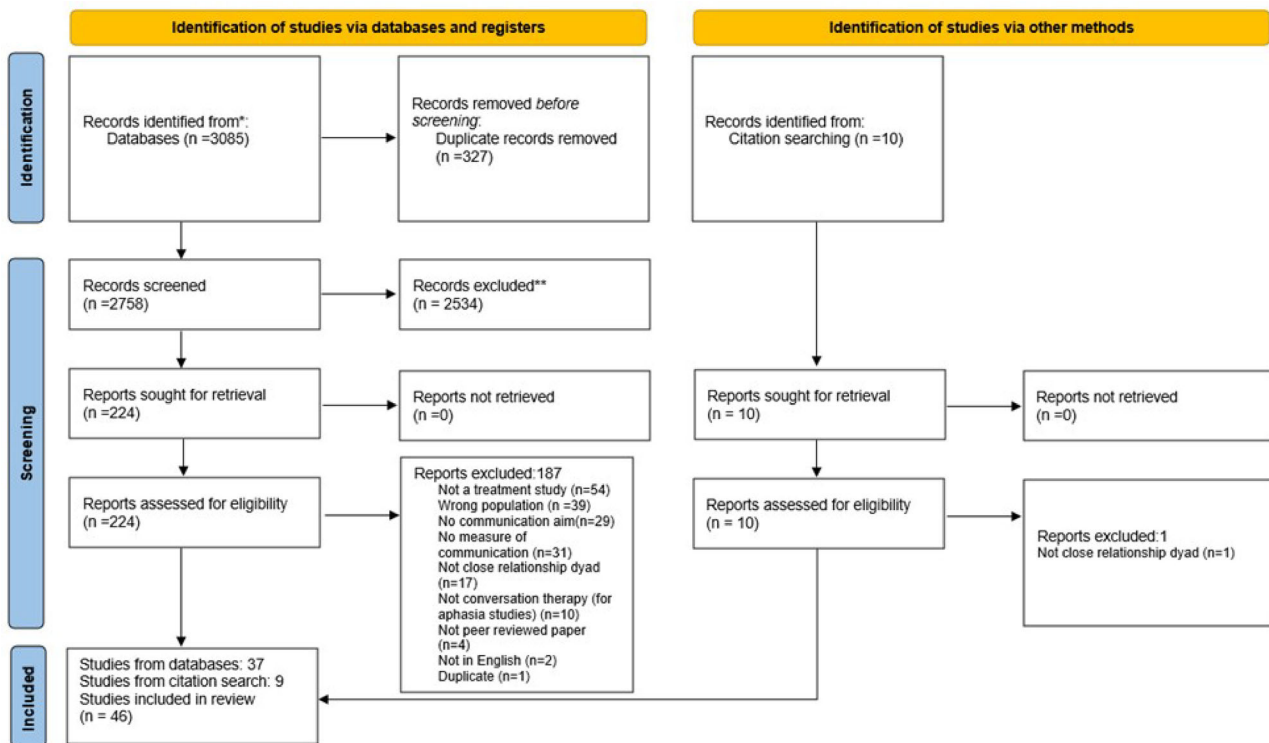 Identification of studies via databases and registers
Identification of studies via other methods
Identification
Records identified from*:
Databases (n =3085)
Records removed before
screening:
Duplicate records removed
(n =327)
Records identified from:
Citation searching (n =10)
Screening
Records screened
(n =2758)
Records excluded**
(n = 2534)
Reports sought for retrieval
(n =224)
Reports not retrieved
(n =0)
Reports sought for retrieval
(n = 10)
Reports not retrieved
(n =0)
Reports assessed for eligibility
(n =224)
Reports excluded:187
Not a treatment study (n=54)
Wrong population (n =39)
No communication aim(n=29)
No measure of
communication (n=31)
Not close relationship dyad
(n=17)
Not conversation therapy (for
aphasia studies) (n=10)
Not peer reviewed paper
(n=4)
Not in English (n=2)
Duplicate (n=1)
Reports assessed for eligibility
(n = 10)
Reports excluded:1
Not close relationship dyad (n=1)
Included
Studies from databases: 37
Studies from citation search: 9
Studies included in review
(n = 46)